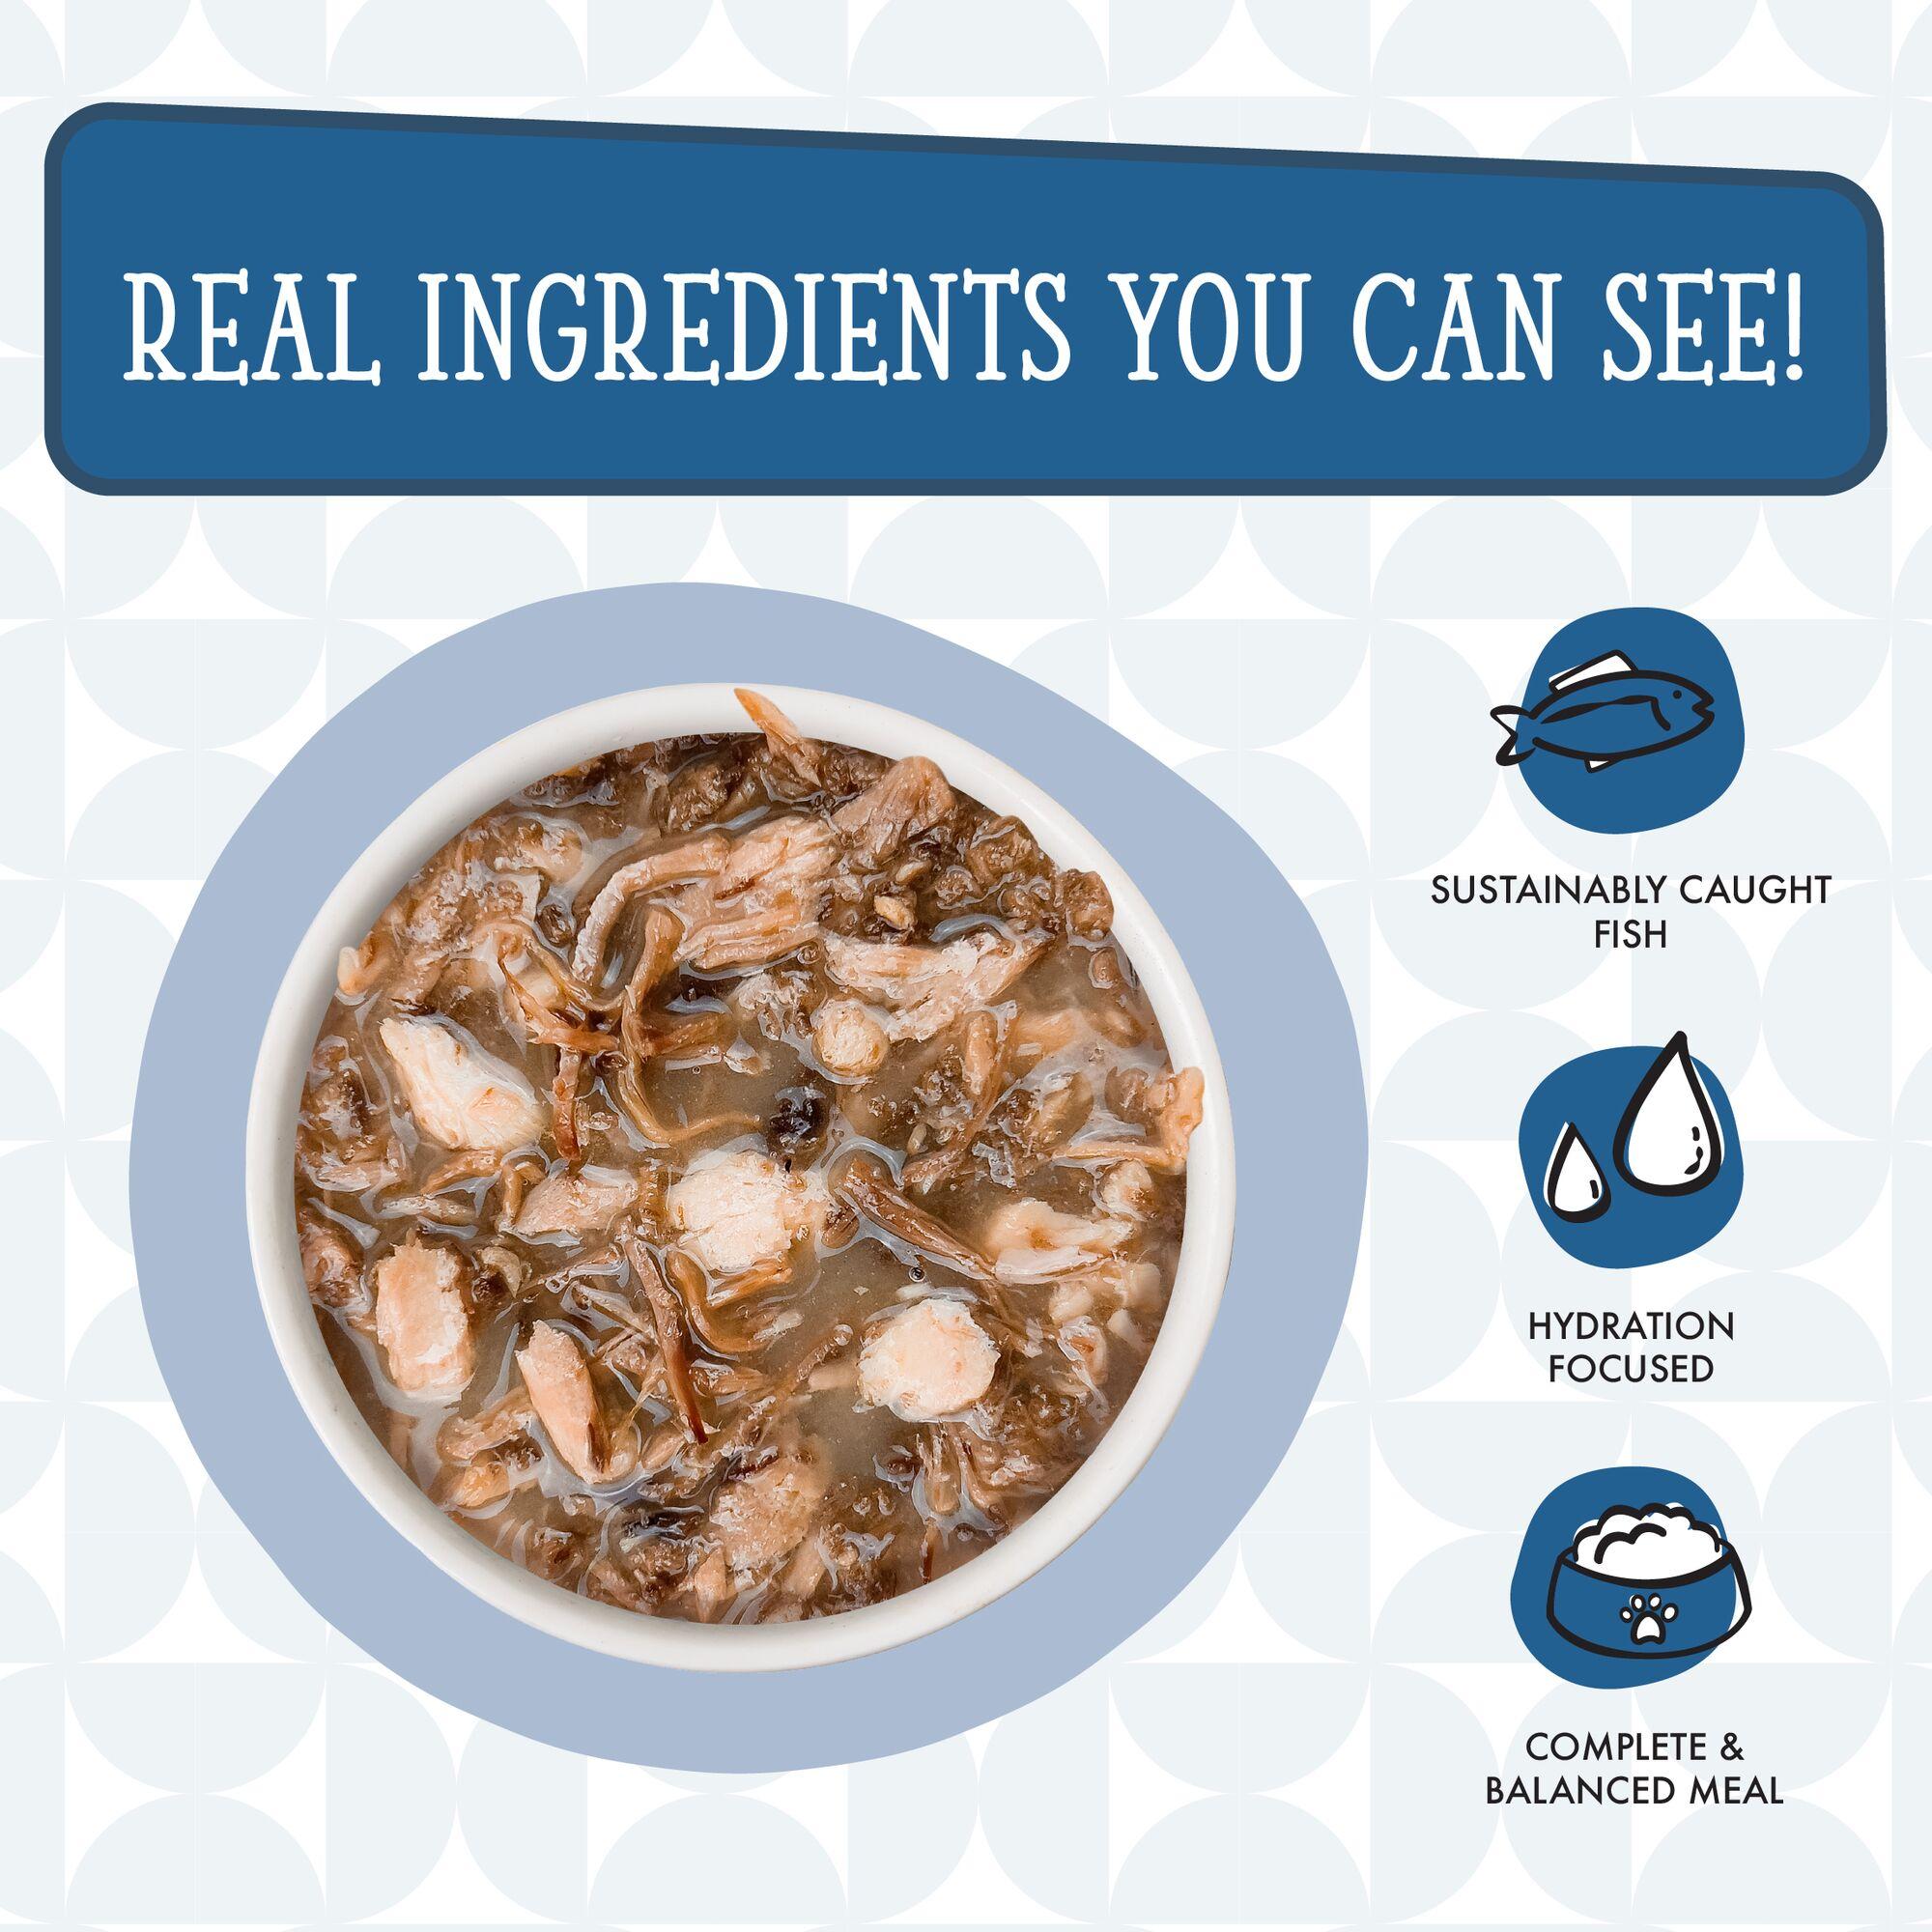 REAL INGREDIENTS YOU CAN SEE!
SUSTAINABLY CAUGHT
FISH
HYDRATION
FOCUSED
COMPLETE &
BALANCED MEAL